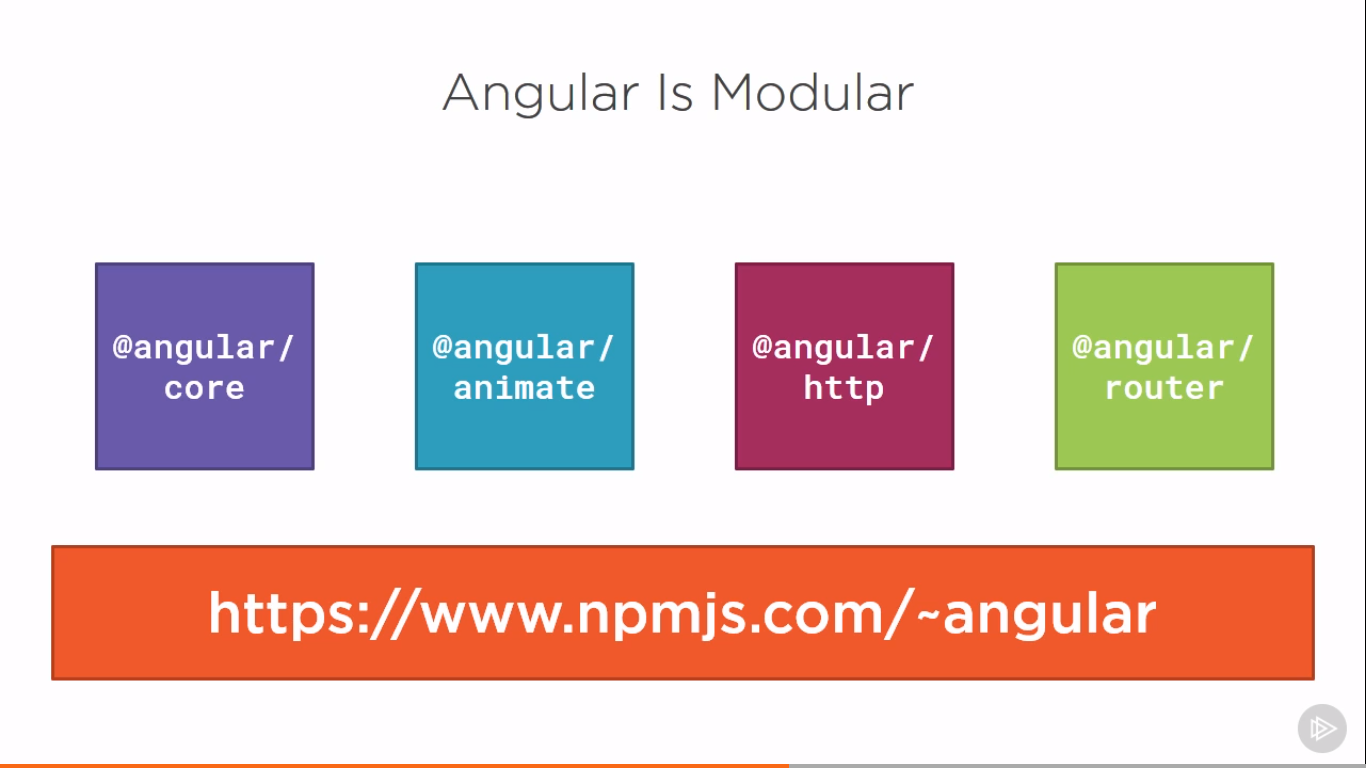 Angular Is Modular
@angular/
core
@angular/
animate
@angular/
http
@angular/
router
https://www.npmjs.com/~angular